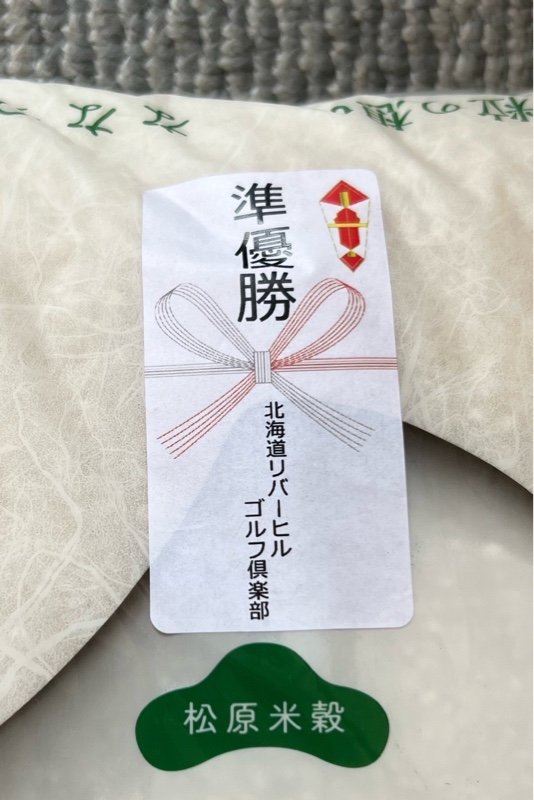 準優勝
北海道リバーヒル
ゴルフ倶楽部
松原米穀